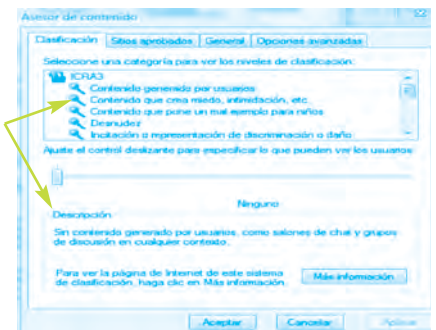 Asesor de contenido
Clasificación Sitios aprobados General Opciones avanzadas
Seleccione una categoría para ver los niveles de clasificación:
ICRA3
Contenido generado por usuarios
Contenido que crea miedo, intimidación, etc.
Contenido que pone un mal ejemplo para niños
Desnudez
Incitación o representación de discriminación o daño
Ajuste el control deslizante para especificar lo que pueden ver los usuarios
Ninguno
Descripción
Sin contenido generado por usuarios, como salones de chat y grupos
de discusión en cualquier contexto.
Para ver la página de Internet de este sistema
de clasificación, haga clic en Más información.
Más información
Aceptar Cancelar Aplicar